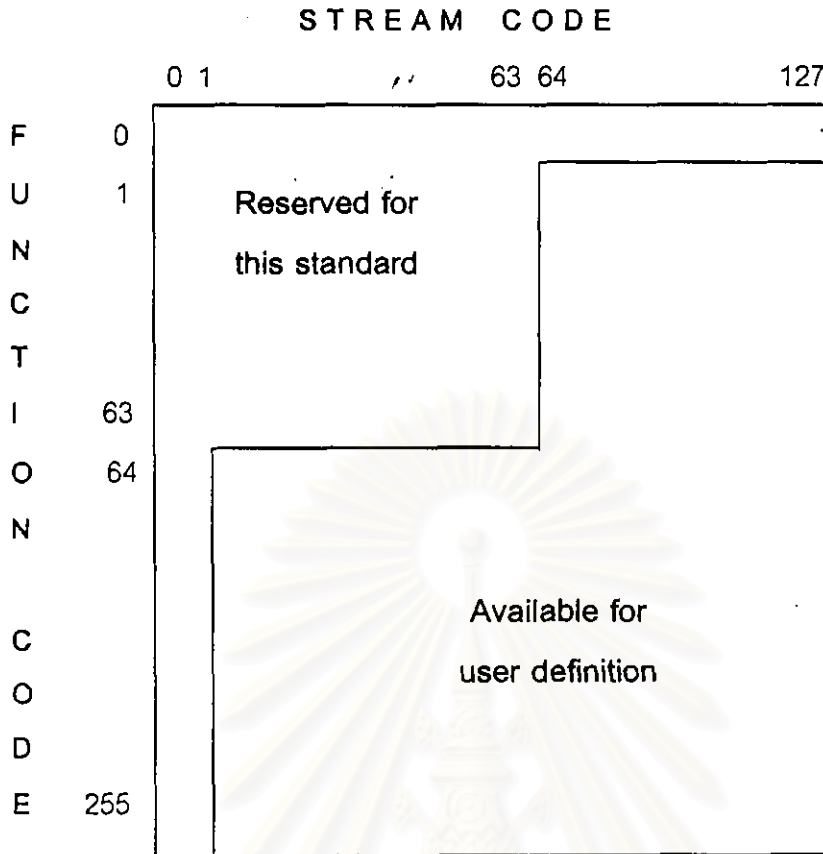 STREAM CODE
0 1 63 64 127
F 0
U 1
N
C
T
I 63
O 64
N
C
O
D
E 255
Reserved for
this standard
Available for
user definition